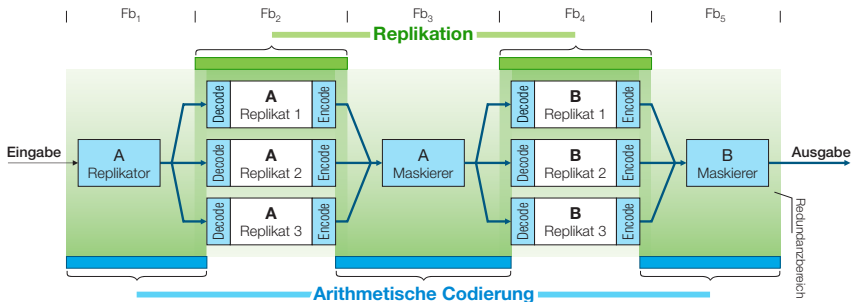 Fb₁ Fb₂ Fb₃ Fb₄ Fb₅
Replikation
Decode A Replikat 1 Encode
Decode B Replikat 1 Encode
Eingabe
A Replikator
Decode A Replikat 2 Encode
A Maskierer
Decode B Replikat 2 Encode
B Maskierer
Ausgabe
Decode A Replikat 3 Encode
Decode B Replikat 3 Encode
Redundanzbereich
Arithmetische Codierung